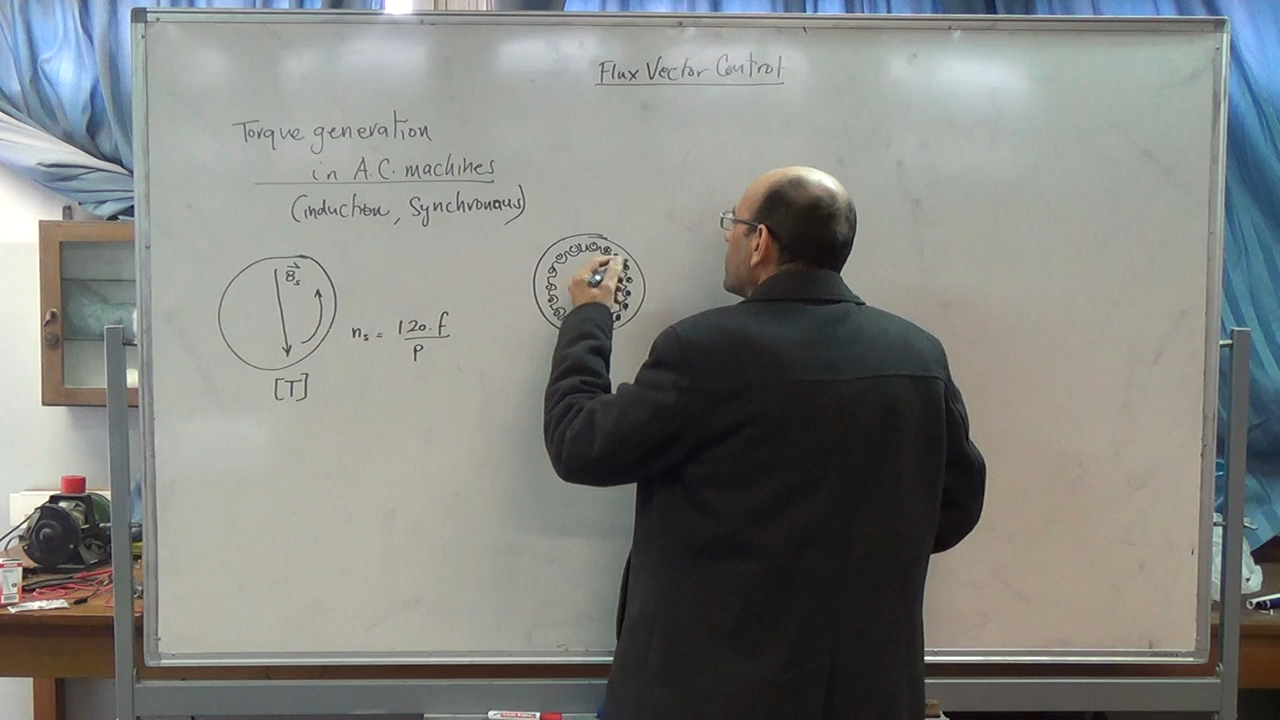 Flux Vector Control
Torque generation
in A.C. machines
(induction, Synchronous)
B⃗s
ns = 120.f / P
[T]